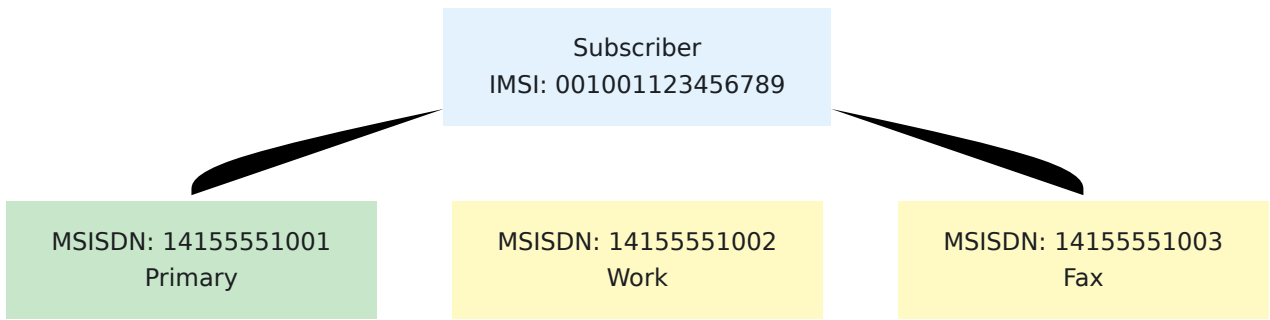 Subscriber
IMSI: 001001123456789
MSISDN: 14155551001
Primary
MSISDN: 14155551002
Work
MSISDN: 14155551003
Fax